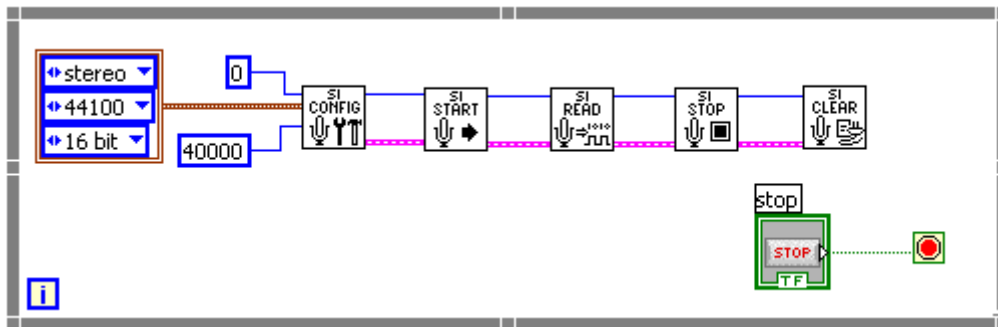 stereo
44100
16 bit
0
40000
SI CONFIG
SI START
SI READ
SI STOP
SI CLEAR
stop
STOP
TF
i